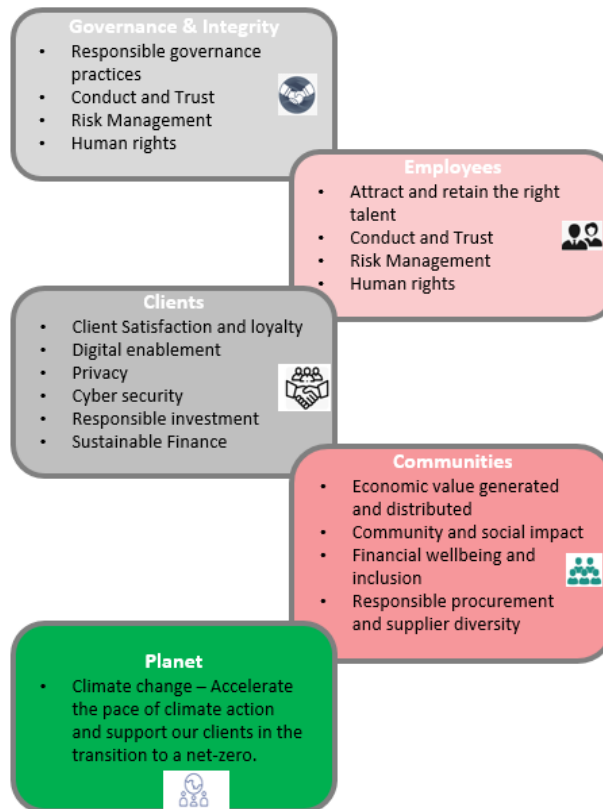 Governance & Integrity
• Responsible governance
practices
• Conduct and Trust
• Risk Management
• Human rights
Employees
• Attract and retain the right
talent
• Conduct and Trust
• Risk Management
• Human rights
Clients
• Client Satisfaction and loyalty
• Digital enablement
• Privacy
• Cyber security
• Responsible investment
• Sustainable Finance
Communities
• Economic value generated
and distributed
• Community and social impact
• Financial wellbeing and
inclusion
• Responsible procurement
and supplier diversity
Planet
• Climate change – Accelerate
the pace of climate action
and support our clients in the
transition to a net-zero.